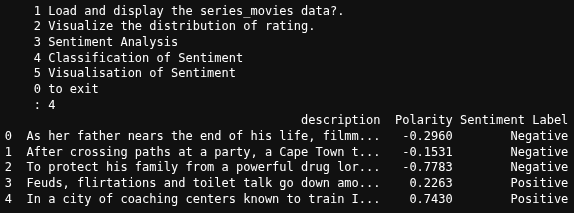 1 Load and display the series_movies data?.
2 Visualize the distribution of rating.
3 Sentiment Analysis
4 Classification of Sentiment
5 Visualisation of Sentiment
0 to exit
: 4
description Polarity Sentiment Label
0 As her father nears the end of his life, filmm... -0.2960 Negative
1 After crossing paths at a party, a Cape Town t... -0.1531 Negative
2 To protect his family from a powerful drug lor... -0.7783 Negative
3 Feuds, flirtations and toilet talk go down amo... 0.2263 Positive
4 In a city of coaching centers known to train I... 0.7430 Positive